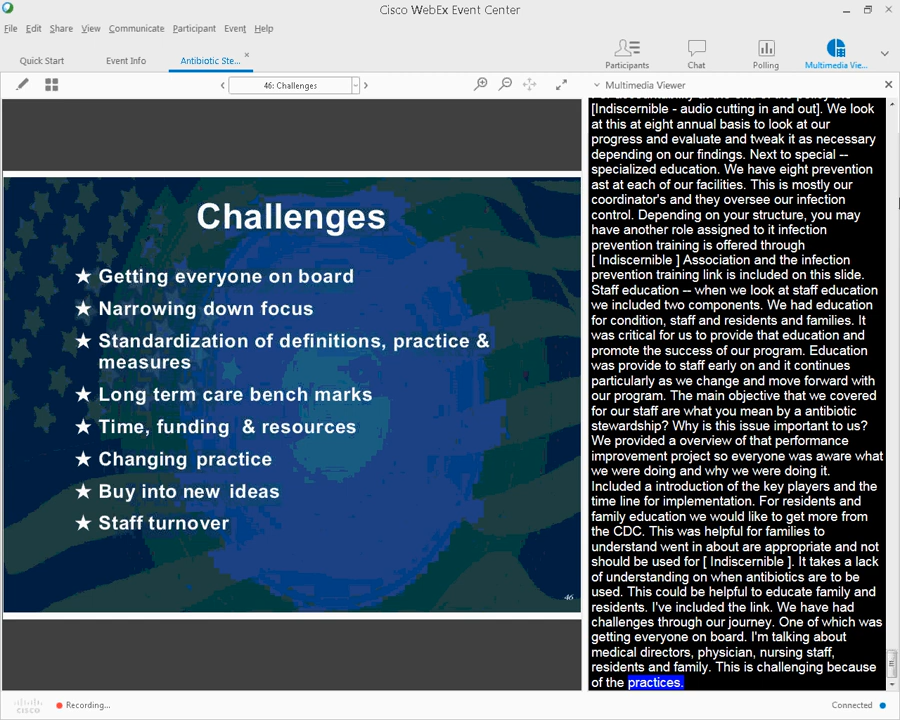 Cisco WebEx Event Center
File Edit Share View Communicate Participant Event Help
Quick Start Event Info Antibiotic Ste... ×
Participants Chat Polling Multimedia Vie...
46: Challenges
Multimedia Viewer
Challenges
★ Getting everyone on board
★ Narrowing down focus
★ Standardization of definitions, practice &
measures
★ Long term care bench marks
★ Time, funding & resources
★ Changing practice
★ Buy into new ideas
★ Staff turnover
46
[Indiscernible - audio cutting in and out]. We look
at this at eight annual basis to look at our
progress and evaluate and tweak it as necessary
depending on our findings. Next to special --
specialized education. We have eight prevention
ast at each of our facilities. This is mostly our
coordinator's and they oversee our infection
control. Depending on your structure, you may
have another role assigned to it infection
prevention training is offered through
[ Indiscernible ] Association and the infection
prevention training link is included on this slide.
Staff education -- when we look at staff education
we included two components. We had education
for condition, staff and residents and families. It
was critical for us to provide that education and
promote the success of our program. Education
was provide to staff early on and it continues
particularly as we change and move forward with
our program. The main objective that we covered
for our staff are what you mean by a antibiotic
stewardship? Why is this issue important to us?
We provided a overview of that performance
improvement project so everyone was aware what
we were doing and why we were doing it.
Included a introduction of the key players and the
time line for implementation. For residents and
family education we would like to get more from
the CDC. This was helpful for families to
understand went in about are appropriate and not
should be used for [ Indiscernible ]. It takes a lack
of understanding on when antibiotics are to be
used. This could be helpful to educate family and
residents. I've included the link. We have had
challenges through our journey. One of which was
getting everyone on board. I'm talking about
medical directors, physician, nursing staff,
residents and family. This is challenging because
of the practices.
cisco Recording... Connected